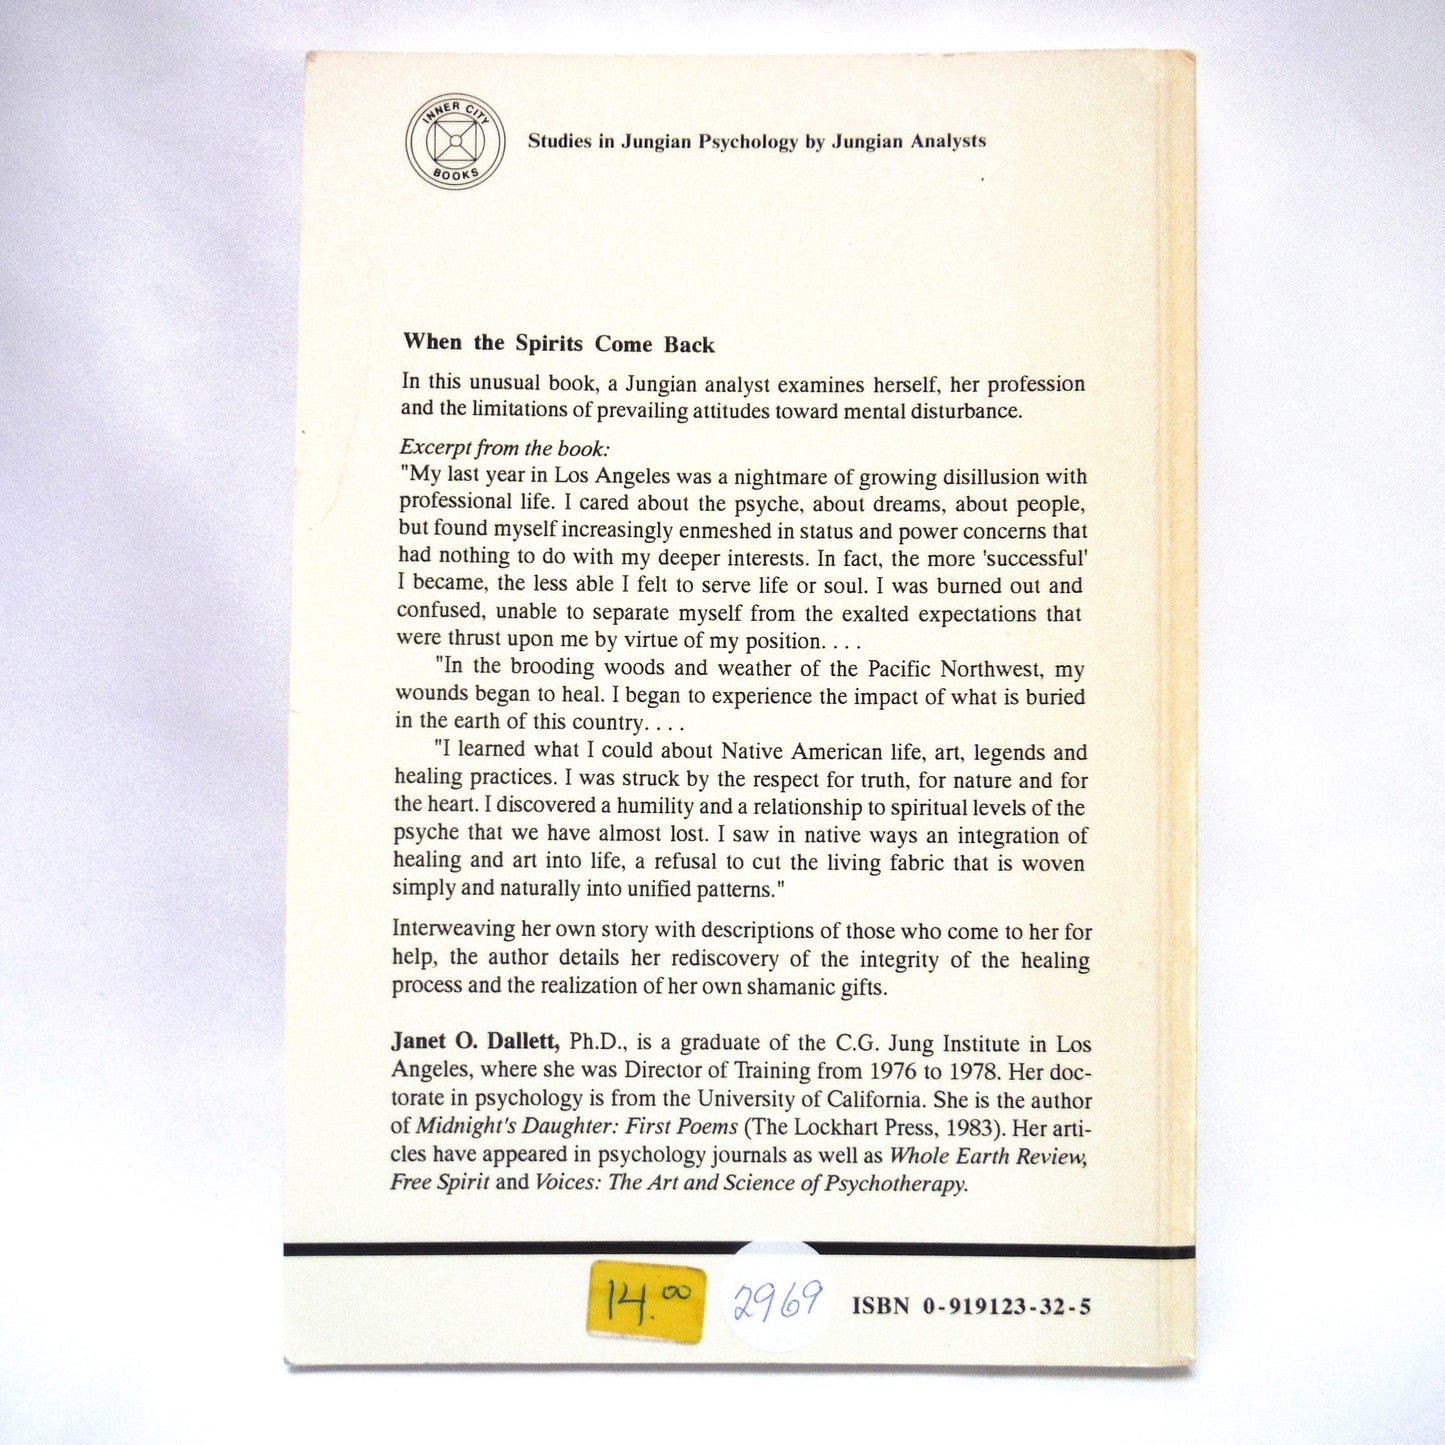 INNER CITY
BOOKS
Studies in Jungian Psychology by Jungian Analysts
When the Spirits Come Back
In this unusual book, a Jungian analyst examines herself, her profession
and the limitations of prevailing attitudes toward mental disturbance.
Excerpt from the book:
"My last year in Los Angeles was a nightmare of growing disillusion with
professional life. I cared about the psyche, about dreams, about people,
but found myself increasingly enmeshed in status and power concerns that
had nothing to do with my deeper interests. In fact, the more 'successful'
I became, the less able I felt to serve life or soul. I was burned out and
confused, unable to separate myself from the exalted expectations that
were thrust upon me by virtue of my position. . . .
"In the brooding woods and weather of the Pacific Northwest, my
wounds began to heal. I began to experience the impact of what is buried
in the earth of this country. . . .
"I learned what I could about Native American life, art, legends and
healing practices. I was struck by the respect for truth, for nature and for
the heart. I discovered a humility and a relationship to spiritual levels of the
psyche that we have almost lost. I saw in native ways an integration of
healing and art into life, a refusal to cut the living fabric that is woven
simply and naturally into unified patterns."
Interweaving her own story with descriptions of those who come to her for
help, the author details her rediscovery of the integrity of the healing
process and the realization of her own shamanic gifts.
Janet O. Dallett, Ph.D., is a graduate of the C.G. Jung Institute in Los
Angeles, where she was Director of Training from 1976 to 1978. Her doc-
torate in psychology is from the University of California. She is the author
of Midnight's Daughter: First Poems (The Lockhart Press, 1983). Her arti-
cles have appeared in psychology journals as well as Whole Earth Review,
Free Spirit and Voices: The Art and Science of Psychotherapy.
14.00
2969
ISBN 0-919123-32-5